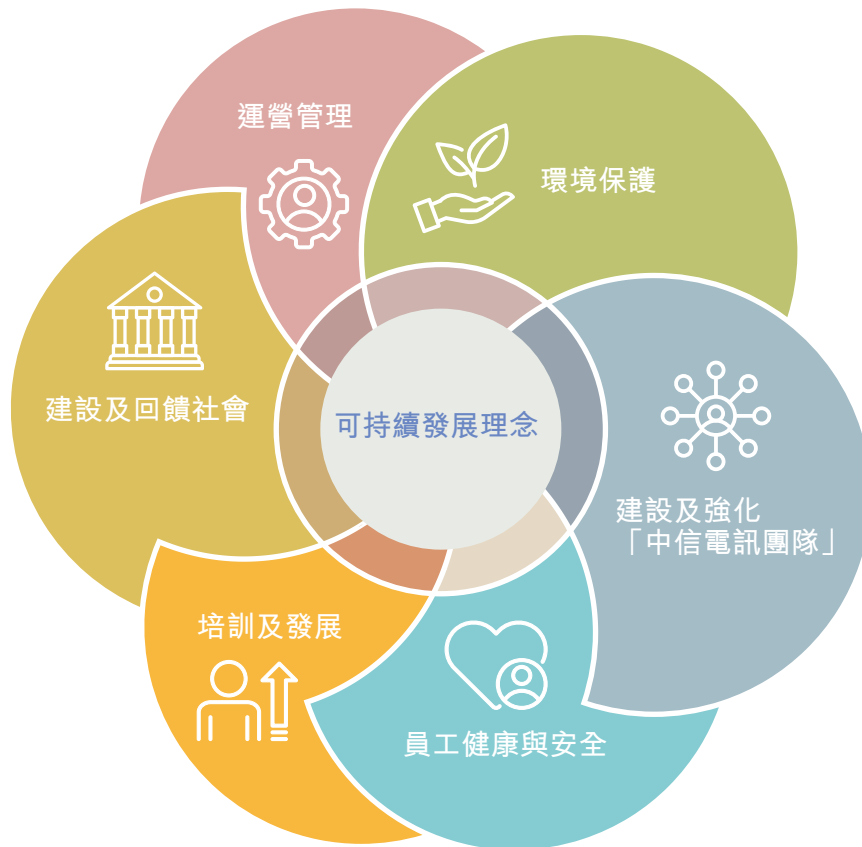 運營管理
環境保護
建設及回饋社會
可持續發展理念
建設及強化
「中信電訊團隊」
培訓及發展
員工健康與安全